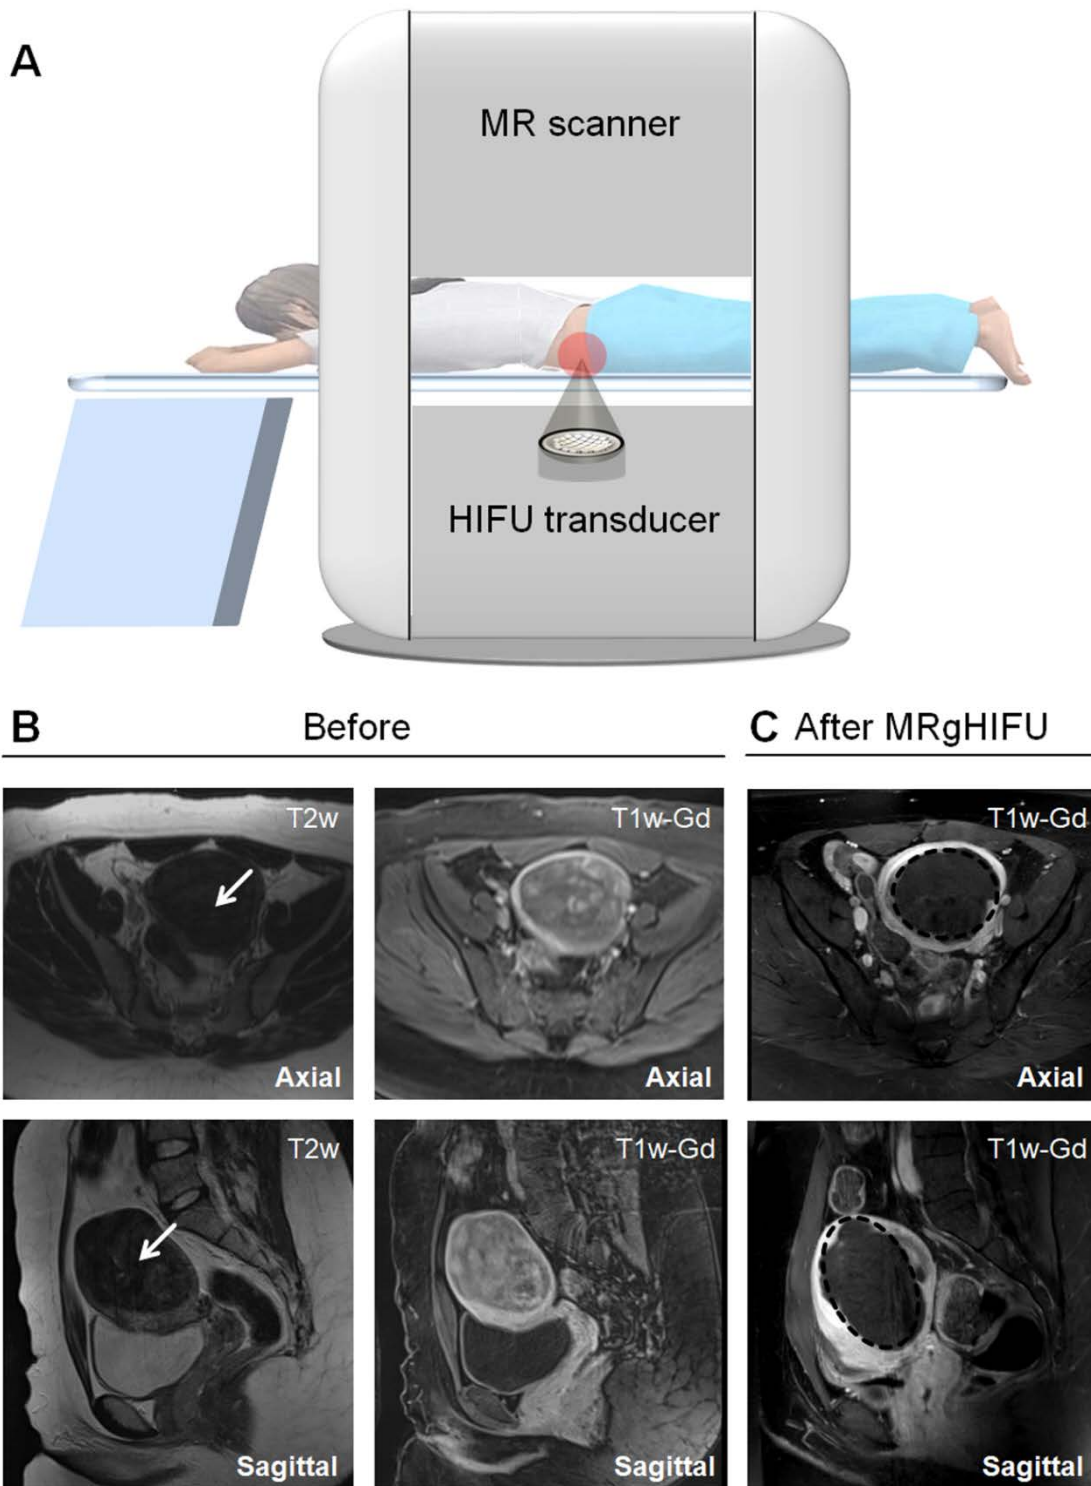 A
MR scanner
HIFU transducer
B Before
C After MRgHIFU
T2w
T1w-Gd
T1w-Gd
Axial
Axial
Axial
T2w
T1w-Gd
T1w-Gd
Sagittal
Sagittal
Sagittal